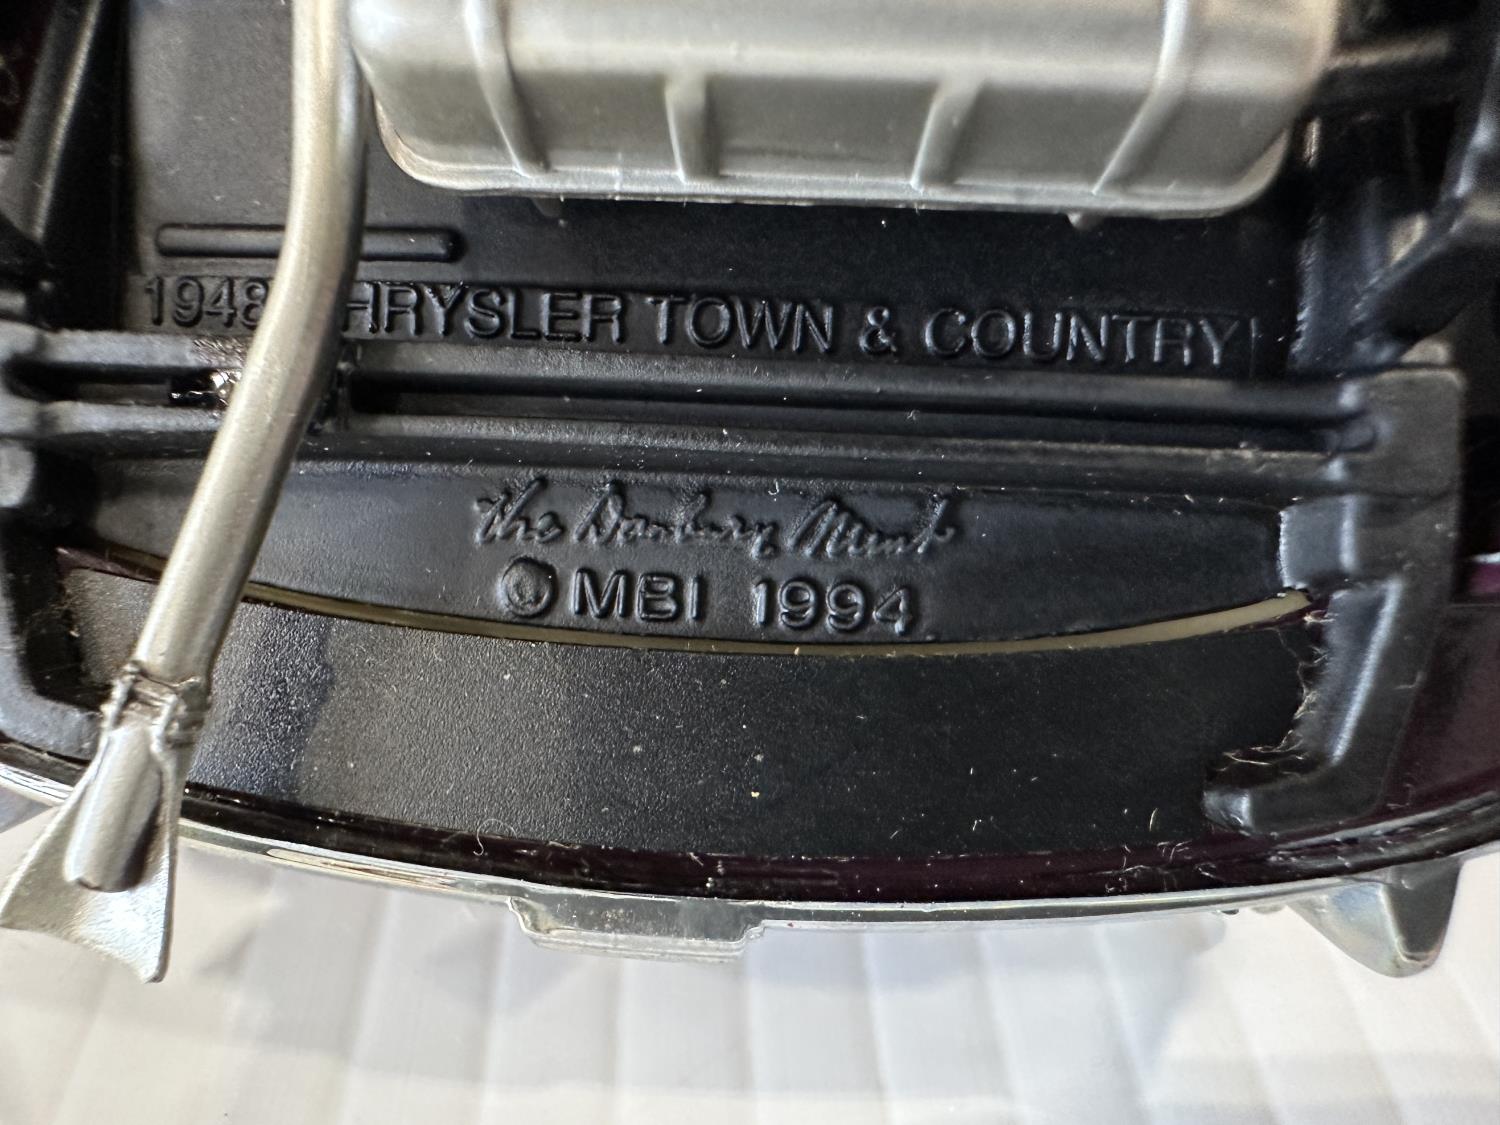 1948 CHRYSLER TOWN & COUNTRY
the Danbury Mint
© MBI 1994